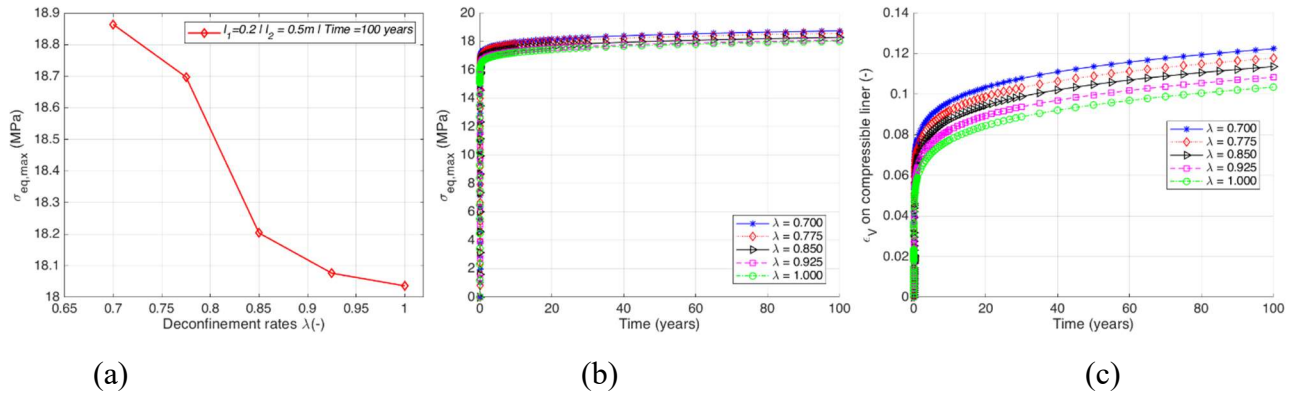 18.9
18.8
18.7
18.6
18.5
18.4
18.3
18.2
18.1
18
0.65 0.7 0.75 0.8 0.85 0.9 0.95 1
σeq,max (MPa)
Deconfinement rates λ(-)
l1=0.2 l l2 = 0.5m l Time =100 years
(a)
20
18
16
14
12
10
8
6
4
2
0
0 20 40 60 80 100
σeq,max (MPa)
Time (years)
λ = 0.700
λ = 0.775
λ = 0.850
λ = 0.925
λ = 1.000
(b)
0.12
0.1
0.08
0.06
0.04
0.02
0
0 20 40 60 80 100
ϵV on compressible liner (-)
Time (years)
λ = 0.700
λ = 0.775
λ = 0.850
λ = 0.925
λ = 1.000
(c)